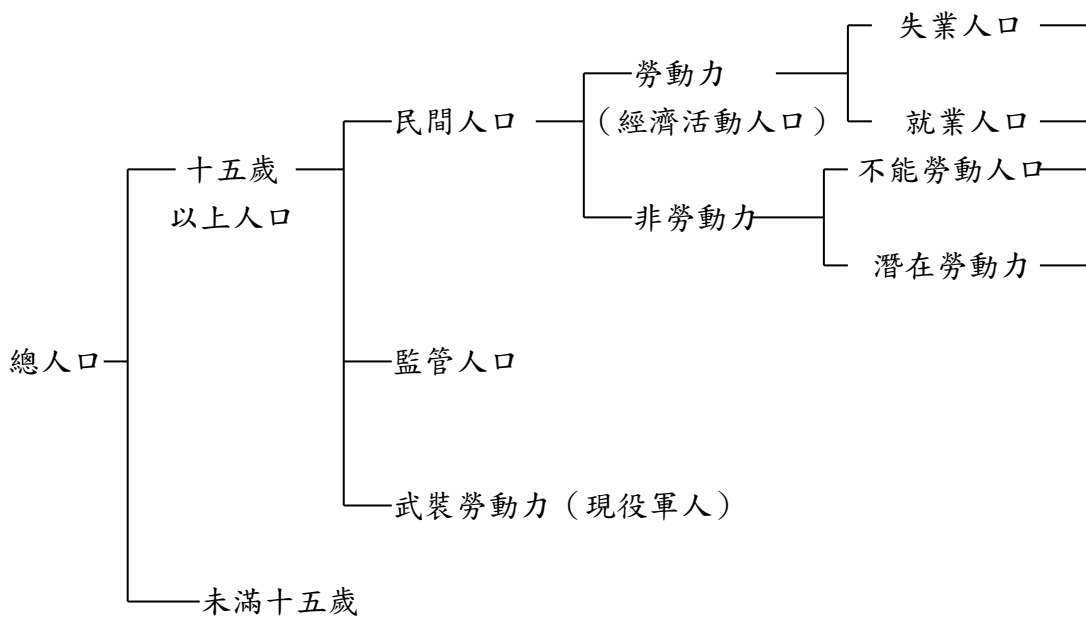 失業人口
勞動力
民間人口
(經濟活動人口)
就業人口
十五歲
以上人口
不能勞動人口
非勞動力
潛在勞動力
總人口
監管人口
武裝勞動力(現役軍人)
未滿十五歲